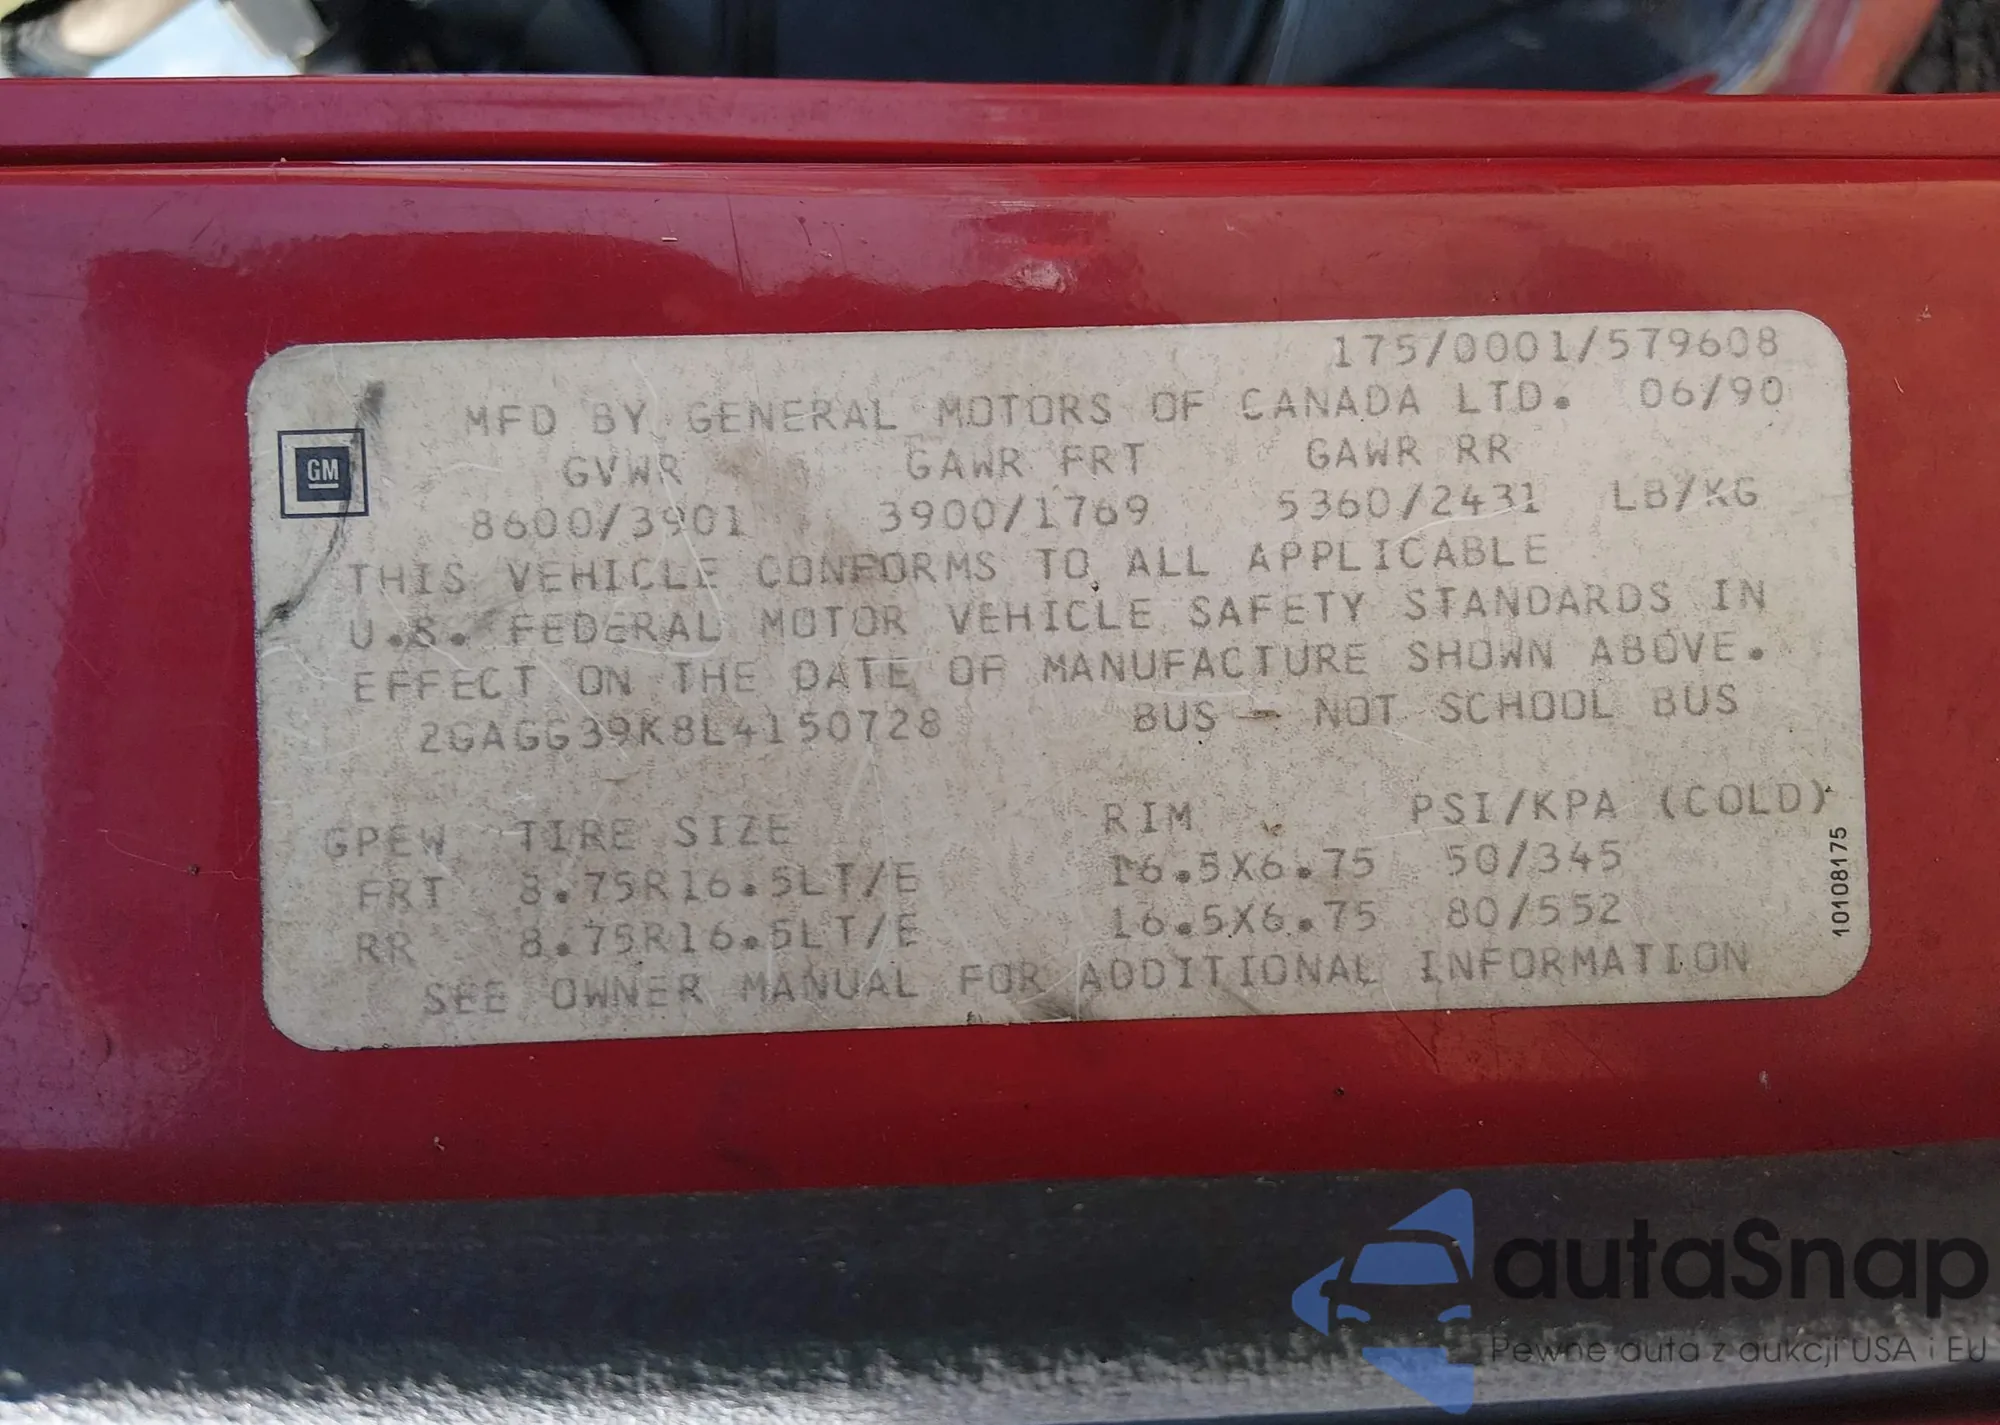 175/0001/579608
MFD BY GENERAL MOTORS OF CANADA LTD. 06/90
GM
GVWR GAWR FRT GAWR RR
8600/3901 3900/1769 5360/2431 LB/KG
THIS VEHICLE CONFORMS TO ALL APPLICABLE
U.S. FEDERAL MOTOR VEHICLE SAFETY STANDARDS IN
EFFECT ON THE DATE OF MANUFACTURE SHOWN ABOVE.
2GAGG39K8L4150728 BUS - NOT SCHOOL BUS
GPEW TIRE SIZE RIM PSI/KPA (COLD)
FRT 8.75R16.5LT/E 16.5X6.75 50/345
RR 8.75R16.5LT/E 16.5X6.75 80/552
SEE OWNER MANUAL FOR ADDITIONAL INFORMATION
10108175
autaSnap
Pewne auta z aukcji USA i EU